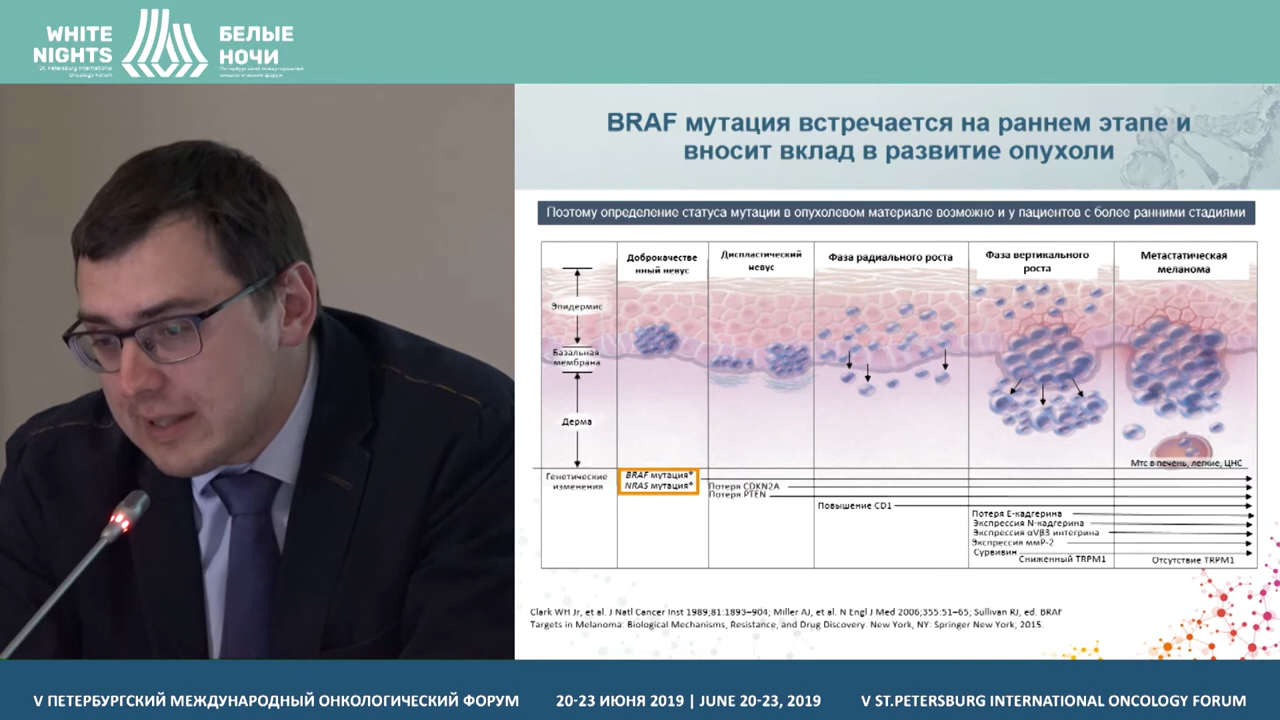 WHITE
NIGHTS
St. Petersburg International
Oncology Forum
БЕЛЫЕ
НОЧИ
Петербургский международный
онкологический форум
BRAF мутация встречается на раннем этапе и
вносит вклад в развитие опухоли
Поэтому определение статуса мутации в опухолевом материале возможно и у пациентов с более ранними стадиями
Доброкачестве
нный невус
Диспластический
невус
Фаза радиального роста
Фаза вертикального
роста
Метастатическая
меланома
Эпидермис
Базальная
мембрана
Дерма
Мтс в печень, легкие, ЦНС
Генетические
изменения
BRAF мутация*
NRAS мутация*
Потеря CDKN2A
Потеря PTEN
Повышение CD1
Потеря Е-кадгерина
Экспрессия N-кадгерина
Экспрессия αVβ3 интегрина
Экспрессия ммР-2
Сурвивин
Сниженный TRPM1
Отсутствие TRPM1
Clark WH Jr, et al. J Natl Cancer Inst 1989;81:1893–904; Miller AJ, et al. N Engl J Med 2006;355:51–65; Sullivan RJ, ed. BRAF
Targets in Melanoma: Biological Mechanisms, Resistance, and Drug Discovery. New York, NY: Springer New York, 2015.
V ПЕТЕРБУРГСКИЙ МЕЖДУНАРОДНЫЙ ОНКОЛОГИЧЕСКИЙ ФОРУМ
20-23 ИЮНЯ 2019 | JUNE 20-23, 2019
V ST.PETERSBURG INTERNATIONAL ONCOLOGY FORUM